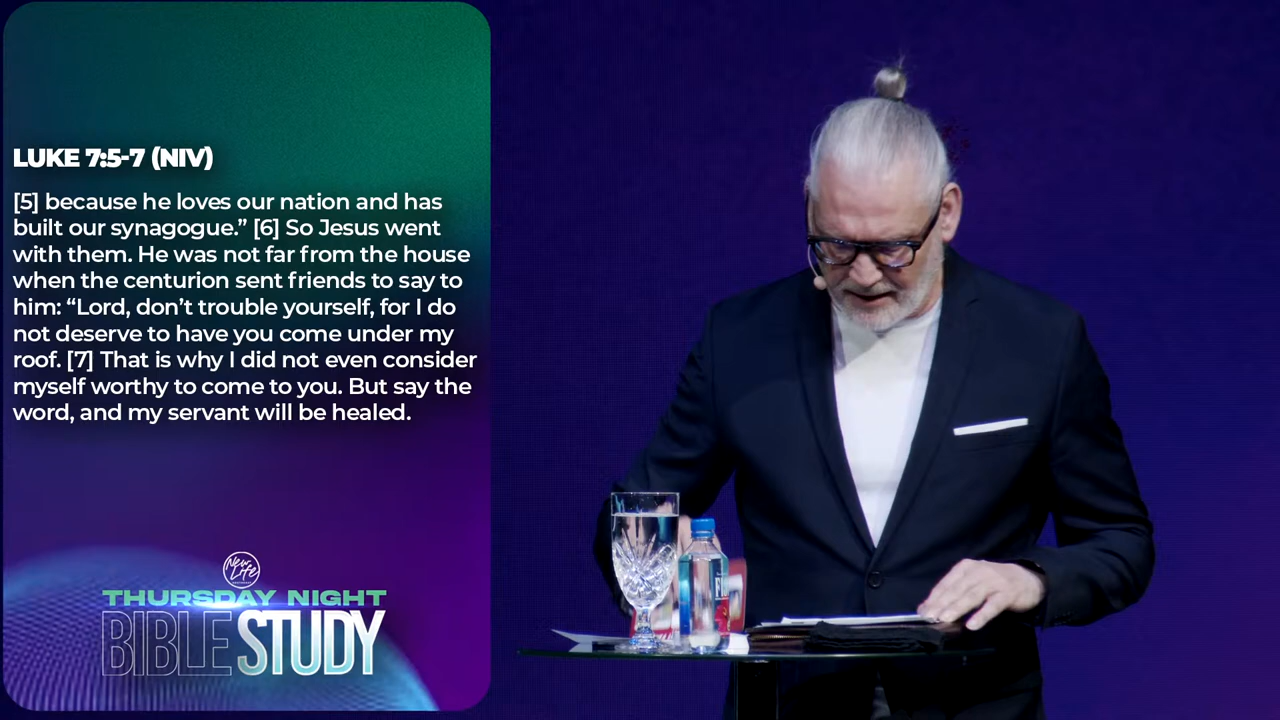 LUKE 7:5-7 (NIV)
[5] because he loves our nation and has
built our synagogue.” [6] So Jesus went
with them. He was not far from the house
when the centurion sent friends to say to
him: “Lord, don’t trouble yourself, for I do
not deserve to have you come under my
roof. [7] That is why I did not even consider
myself worthy to come to you. But say the
word, and my servant will be healed.
New Life
THURSDAY NIGHT
BIBLE STUDY